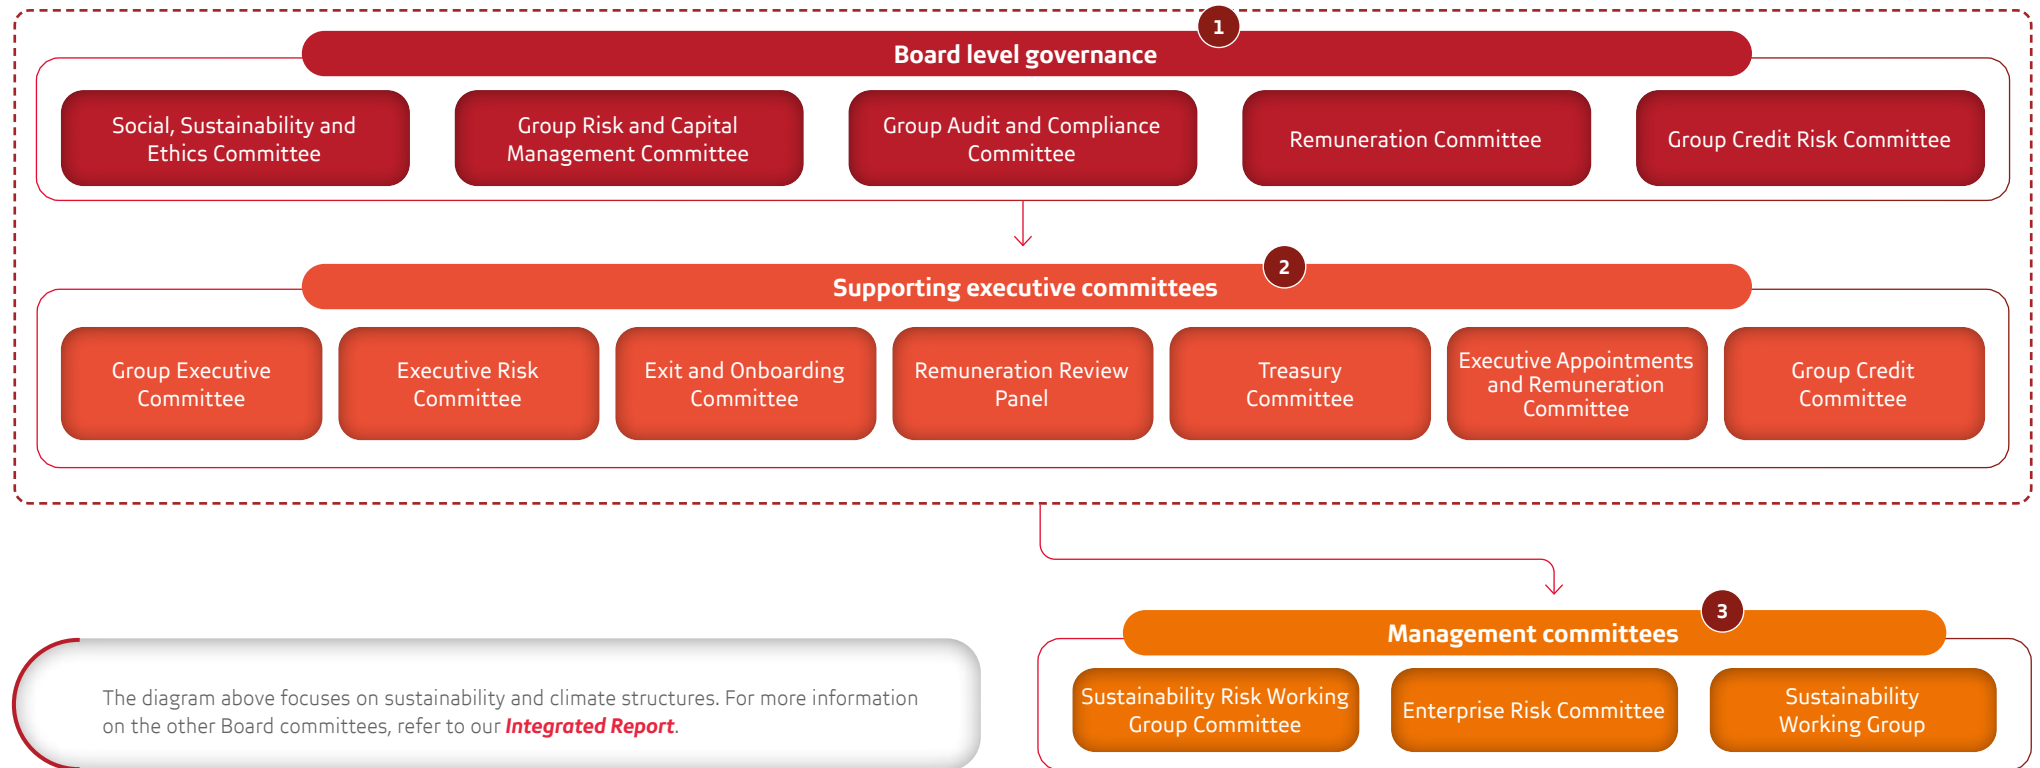 1
Board level governance
Social, Sustainability and
Ethics Committee
Group Risk and Capital
Management Committee
Group Audit and Compliance
Committee
Remuneration Committee
Group Credit Risk Committee
2
Supporting executive committees
Group Executive
Committee
Executive Risk
Committee
Exit and Onboarding
Committee
Remuneration Review
Panel
Treasury
Committee
Executive Appointments
and Remuneration
Committee
Group Credit
Committee
3
Management committees
Sustainability Risk Working
Group Committee
Enterprise Risk Committee
Sustainability
Working Group
The diagram above focuses on sustainability and climate structures. For more information
on the other Board committees, refer to our Integrated Report.